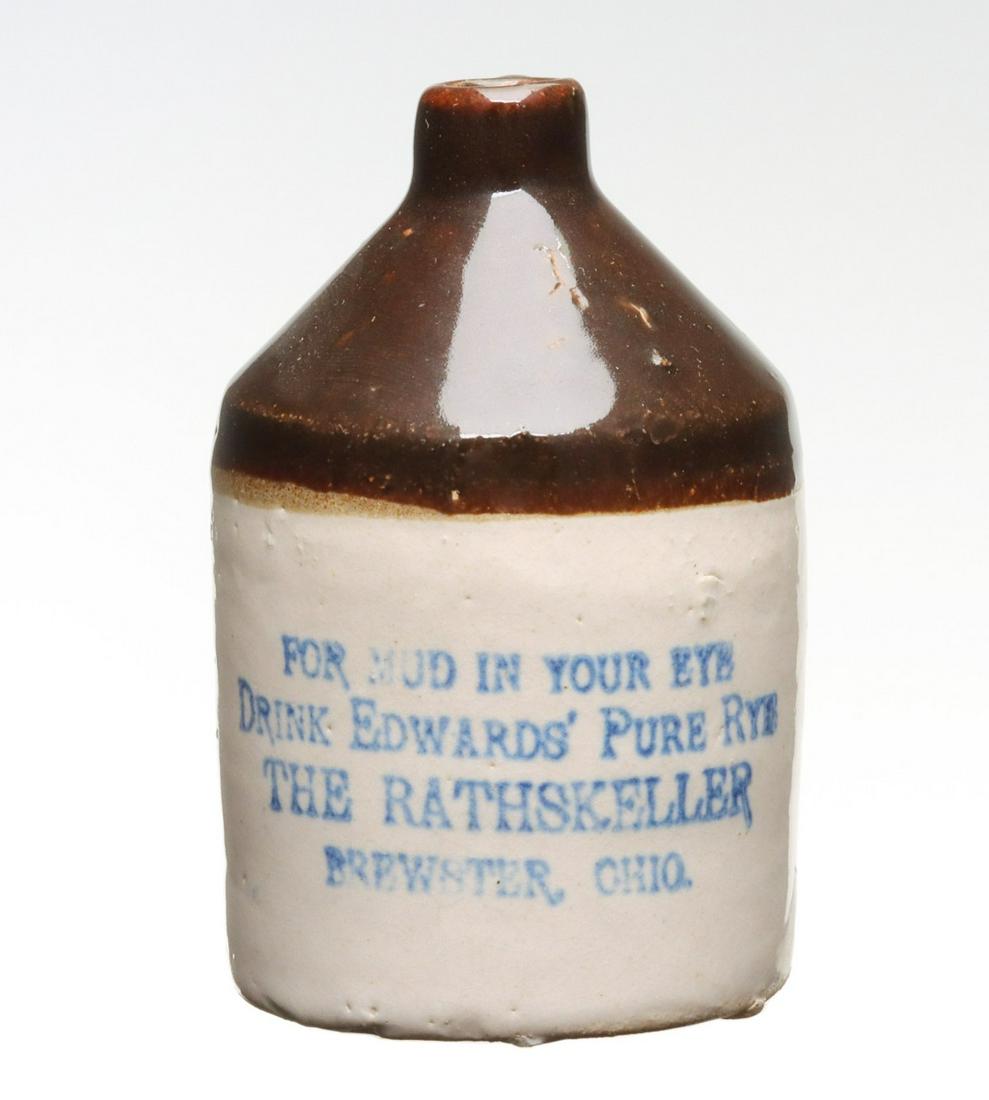 FOR MUD IN YOUR EYE
DRINK EDWARDS' PURE RYE
THE RATHSKELLER
BREWSTER, OHIO.